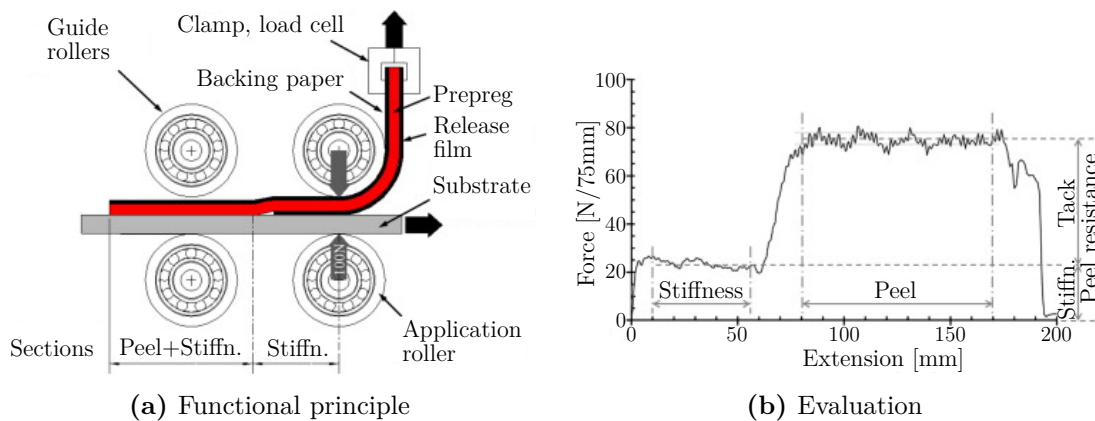 Guide
rollers
Clamp, load cell
Backing paper
Prepreg
Release
film
Substrate
100N
Application
roller
Sections
Peel+Stiffn.
Stiffn.
(a) Functional principle
Force [N/75mm]
100
80
60
40
20
0
Stiffness
Peel
Stiffn.
Tack
Peel resistance
0
50
100
150
200
Extension [mm]
(b) Evaluation